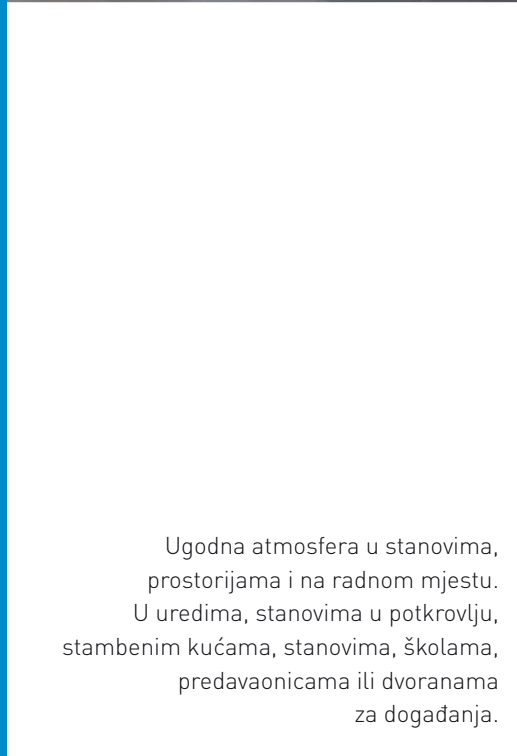 Ugodna atmosfera u stanovima,
prostorijama i na radnom mjestu.
U uredima, stanovima u potkrovlju,
stambenim kućama, stanovima, školama,
predavaonicama ili dvoranama
za događanja.